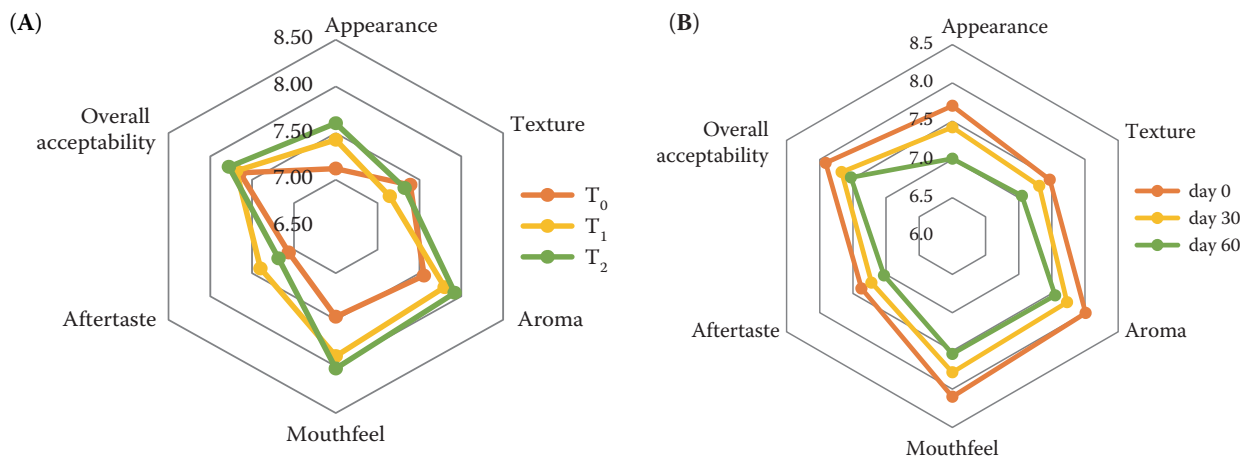 (A)
8.50
8.00
7.50
7.00
6.50
Appearance
Texture
Aroma
Mouthfeel
Aftertaste
Overall
acceptability
T₀
T₁
T₂
(B)
8.5
8.0
7.5
7.0
6.5
6.0
Appearance
Texture
Aroma
Mouthfeel
Aftertaste
Overall
acceptability
day 0
day 30
day 60